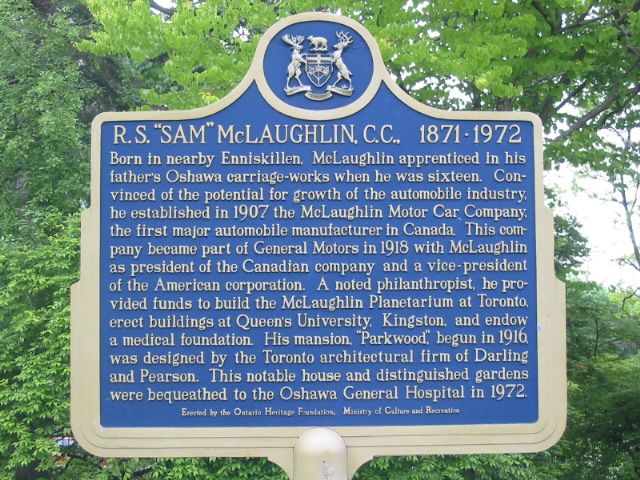 R.S. "SAM" McLAUGHLIN, C.C., 1871-1972
Born in nearby Enniskillen, McLaughlin apprenticed in his
father's Oshawa carriage-works when he was sixteen. Con-
vinced of the potential for growth of the automobile industry,
he established in 1907 the McLaughlin Motor Car Company,
the first major automobile manufacturer in Canada. This com-
pany became part of General Motors in 1918 with McLaughlin
as president of the Canadian company and a vice-president
of the American corporation. A noted philanthropist, he pro-
vided funds to build the McLaughlin Planetarium at Toronto,
erect buildings at Queen's University, Kingston, and endow
a medical foundation. His mansion, "Parkwood", begun in 1916,
was designed by the Toronto architectural firm of Darling
and Pearson. This notable house and distinguished gardens
were bequeathed to the Oshawa General Hospital in 1972.
Erected by the Ontario Heritage Foundation, Ministry of Culture and Recreation